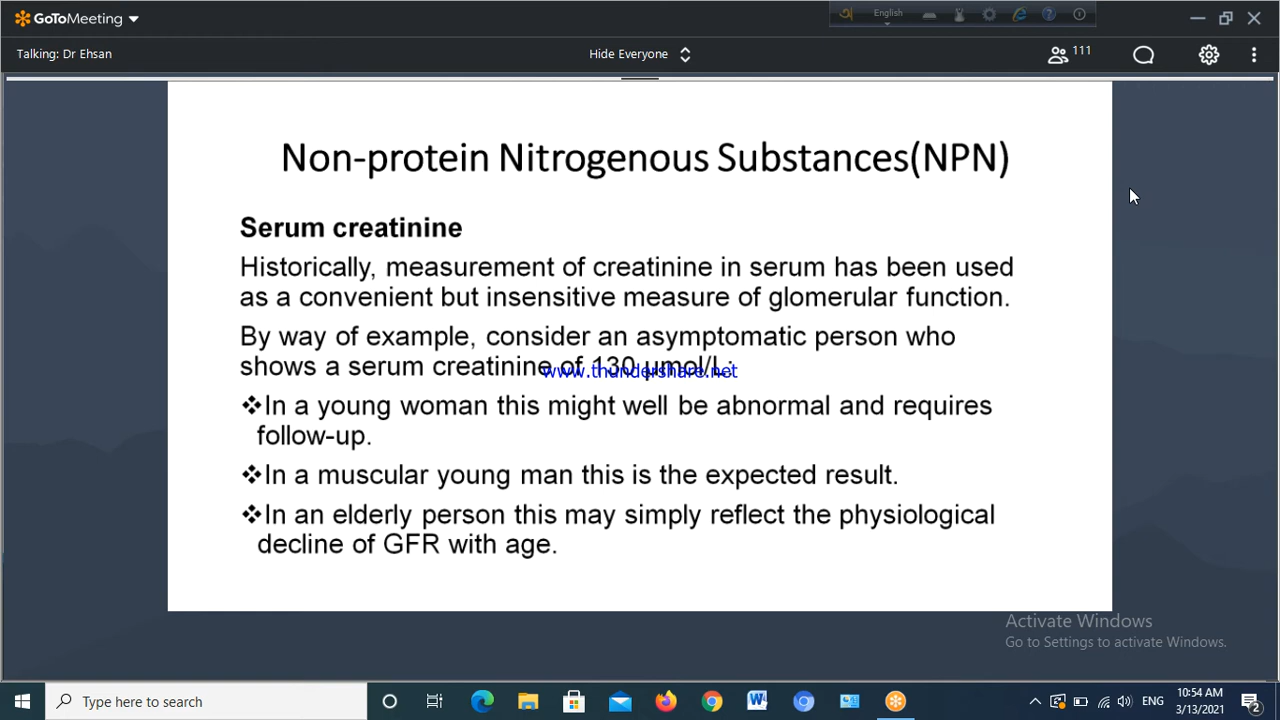 GoToMeeting
English
Talking: Dr Ehsan
Hide Everyone
111
Non-protein Nitrogenous Substances(NPN)
Serum creatinine
Historically, measurement of creatinine in serum has been used
as a convenient but insensitive measure of glomerular function.
By way of example, consider an asymptomatic person who
shows a serum creatinine of 130 μmol/L:
www.thundershare.net
❖In a young woman this might well be abnormal and requires
follow-up.
❖In a muscular young man this is the expected result.
❖In an elderly person this may simply reflect the physiological
decline of GFR with age.
Activate Windows
Go to Settings to activate Windows.
Type here to search
ENG
10:54 AM
3/13/2021
2